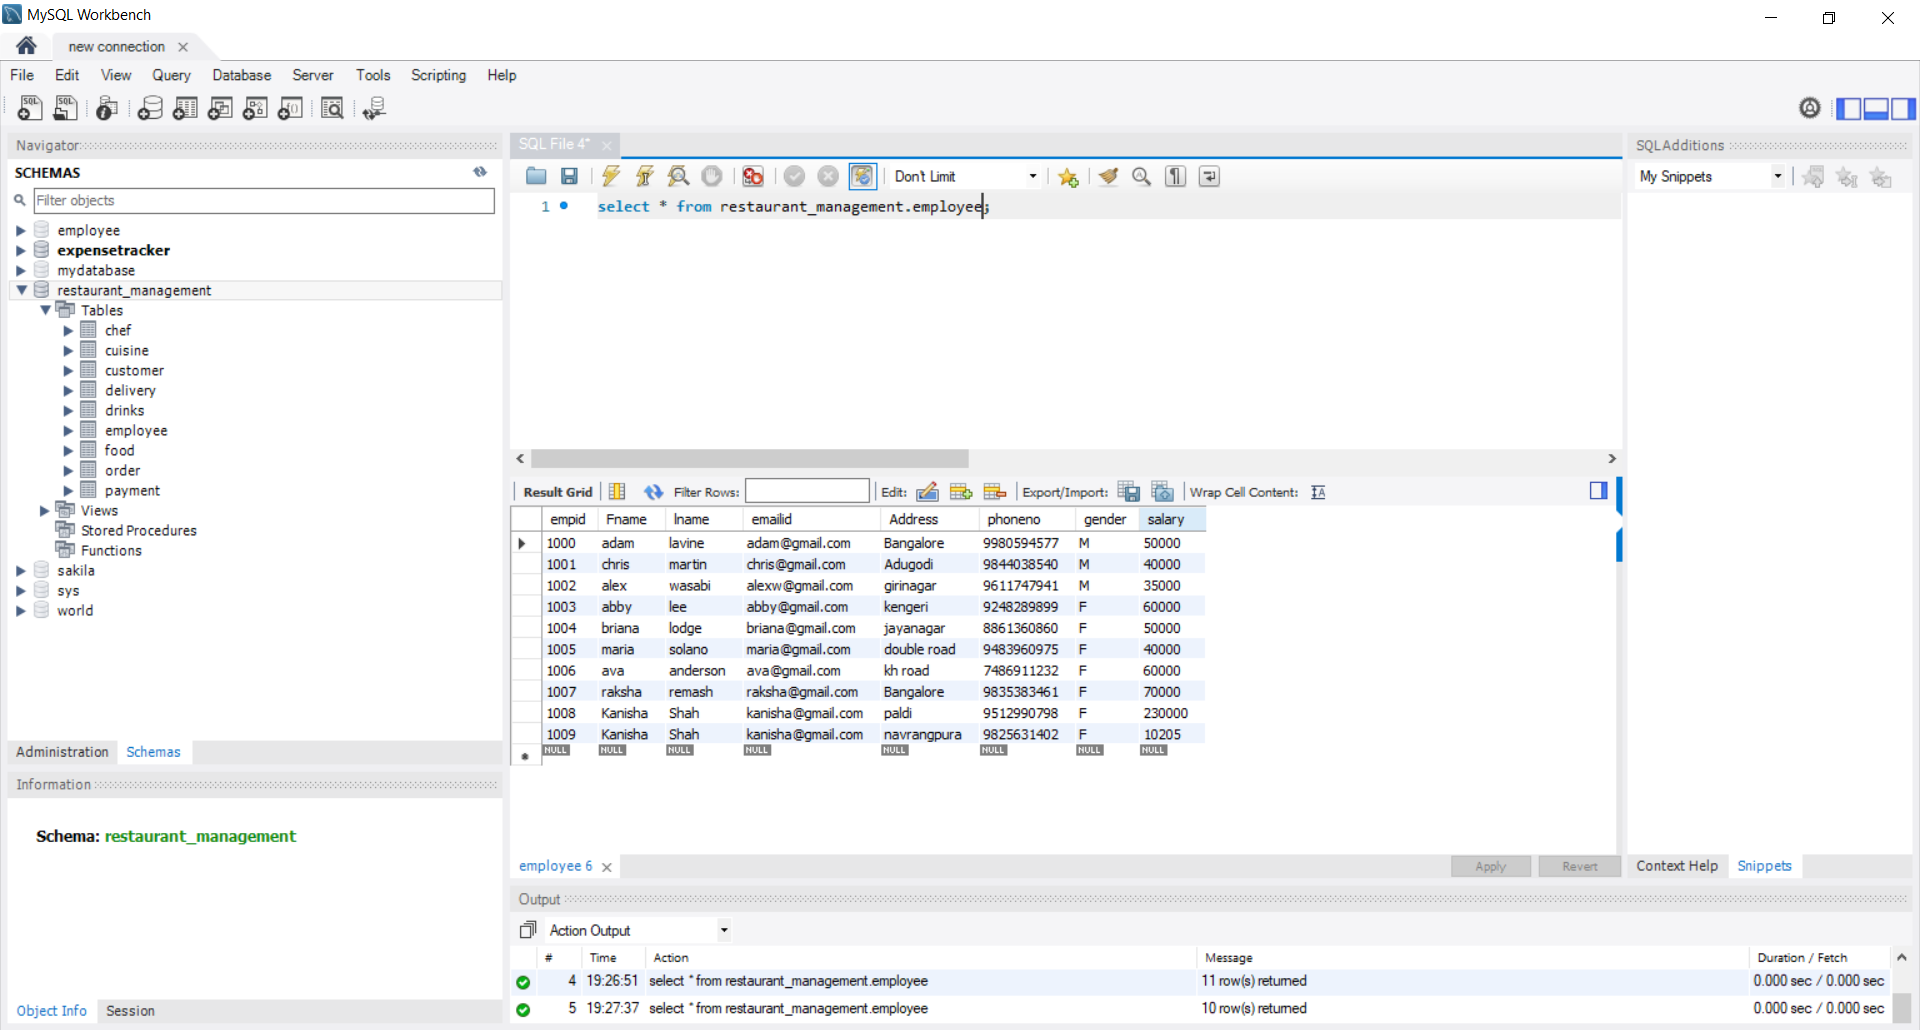 MySQL Workbench
new connection
File Edit View Query Database Server Tools Scripting Help
Navigator
SCHEMAS
Filter objects
employee
expensetracker
mydatabase
restaurant_management
Tables
chef
cuisine
customer
delivery
drinks
employee
food
order
payment
Views
Stored Procedures
Functions
sakila
sys
world
Administration Schemas
Information
Schema: restaurant_management
Object Info Session
SQL File 4*
Don't Limit
1 select * from restaurant_management.employee;
Result Grid Filter Rows: Edit: Export/Import: Wrap Cell Content:
empid Fname lname emailid Address phoneno gender salary
1000 adam lavine adam@gmail.com Bangalore 9980594577 M 50000
1001 chris martin chris@gmail.com Adugodi 9844038540 M 40000
1002 alex wasabi alexw@gmail.com girinagar 9611747941 M 35000
1003 abby lee abby@gmail.com kengeri 9248289899 F 60000
1004 briana lodge briana@gmail.com jayanagar 8861360860 F 50000
1005 maria solano maria@gmail.com double road 9483960975 F 40000
1006 ava anderson ava@gmail.com kh road 7486911232 F 60000
1007 raksha remash raksha@gmail.com Bangalore 9835383461 F 70000
1008 Kanisha Shah kanisha@gmail.com paldi 9512990798 F 230000
1009 Kanisha Shah kanisha@gmail.com navrangpura 9825631402 F 10205
NULL NULL NULL NULL NULL NULL NULL NULL
employee 6
Apply Revert
SQLAdditions
My Snippets
Context Help Snippets
Output
Action Output
# Time Action Message Duration / Fetch
4 19:26:51 select * from restaurant_management.employee 11 row(s) returned 0.000 sec / 0.000 sec
5 19:27:37 select * from restaurant_management.employee 10 row(s) returned 0.000 sec / 0.000 sec